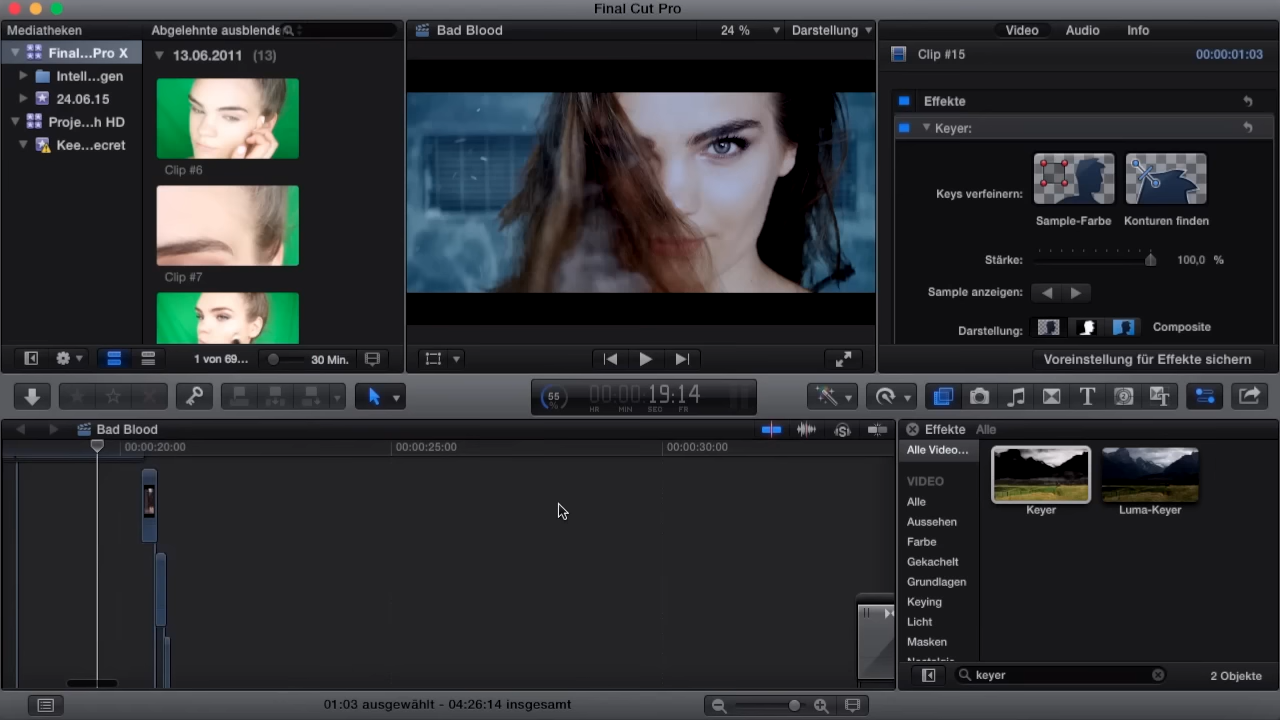 Final Cut Pro
Mediatheken
Abgelehnte ausblende
Bad Blood
24 %
Darstellung
Video
Audio
Info
Final...Pro X
13.06.2011 (13)
Clip #15
00:00:01:03
Intell...gen
24.06.15
Effekte
Proje...h HD
Keyer:
Kee...ecret
Clip #6
Keys verfeinern:
Sample-Farbe
Konturen finden
Stärke:
100,0 %
Clip #7
Sample anzeigen:
Darstellung:
Composite
1 von 69...
30 Min.
Voreinstellung für Effekte sichern
55
%
00:00:19:14
HR MIN SEC FR
Bad Blood
Effekte
Alle
00:00:20:00
00:00:25:00
00:00:30:00
Alle Video...
VIDEO
Alle
Aussehen
Farbe
Gekachelt
Grundlagen
Keying
Licht
Masken
Nostalgie
Keyer
Luma-Keyer
keyer
2 Objekte
01:03 ausgewählt - 04:26:14 insgesamt